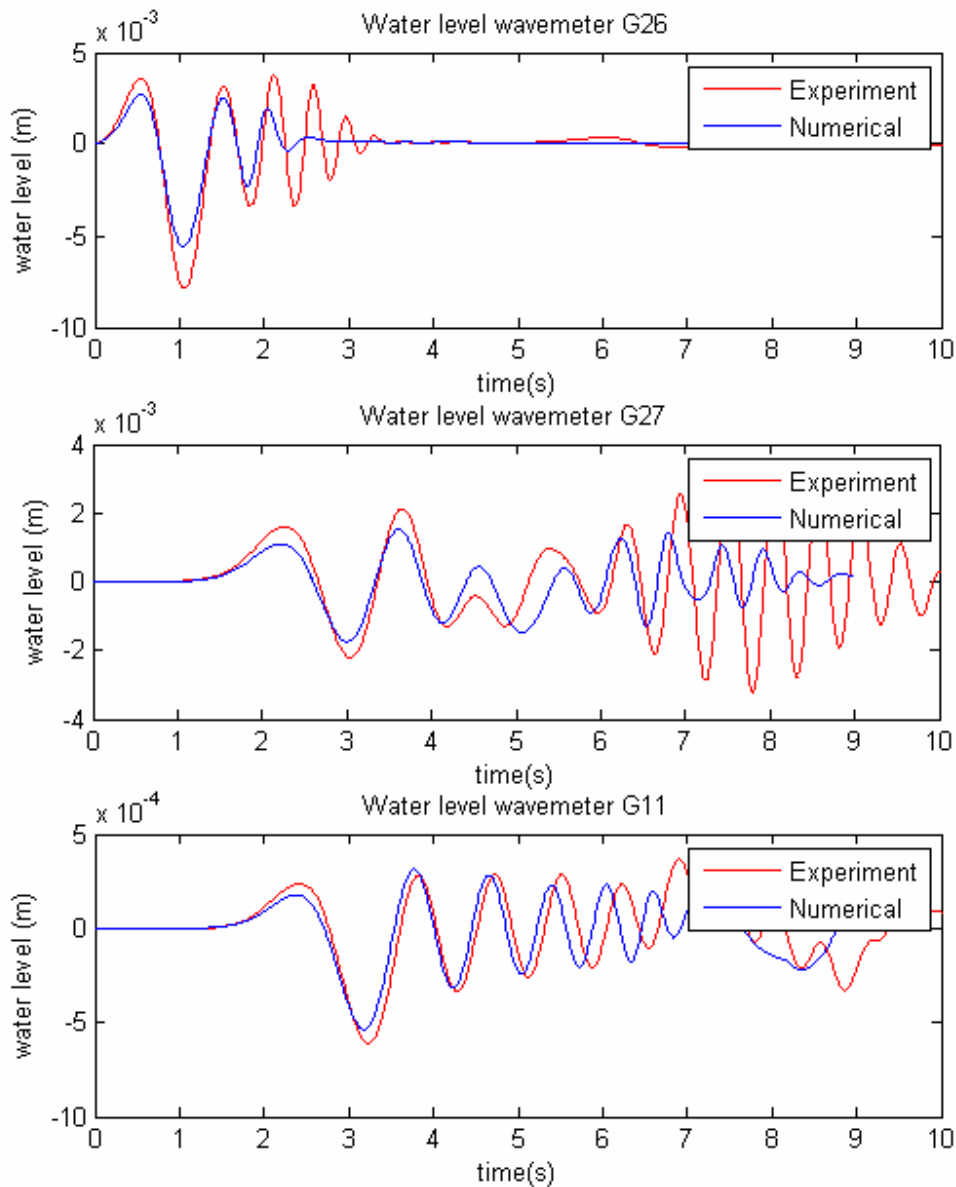 x 10-3
Water level wavemeter G26
5
0
-5
-10
water level (m)
Experiment
Numerical
0 1 2 3 4 5 6 7 8 9 10
time(s)
x 10-3
Water level wavemeter G27
4
2
0
-2
-4
water level (m)
Experiment
Numerical
0 1 2 3 4 5 6 7 8 9 10
time(s)
x 10-4
Water level wavemeter G11
5
0
-5
-10
water level (m)
Experiment
Numerical
0 1 2 3 4 5 6 7 8 9 10
time(s)